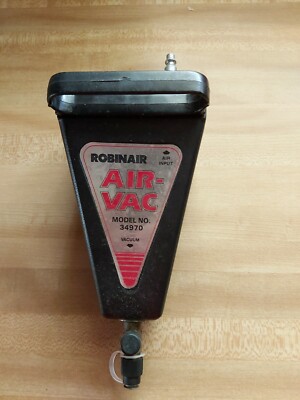 ROBINAIR
AIR
INPUT
AIR-
VAC
MODEL NO.
34970
VACUUM